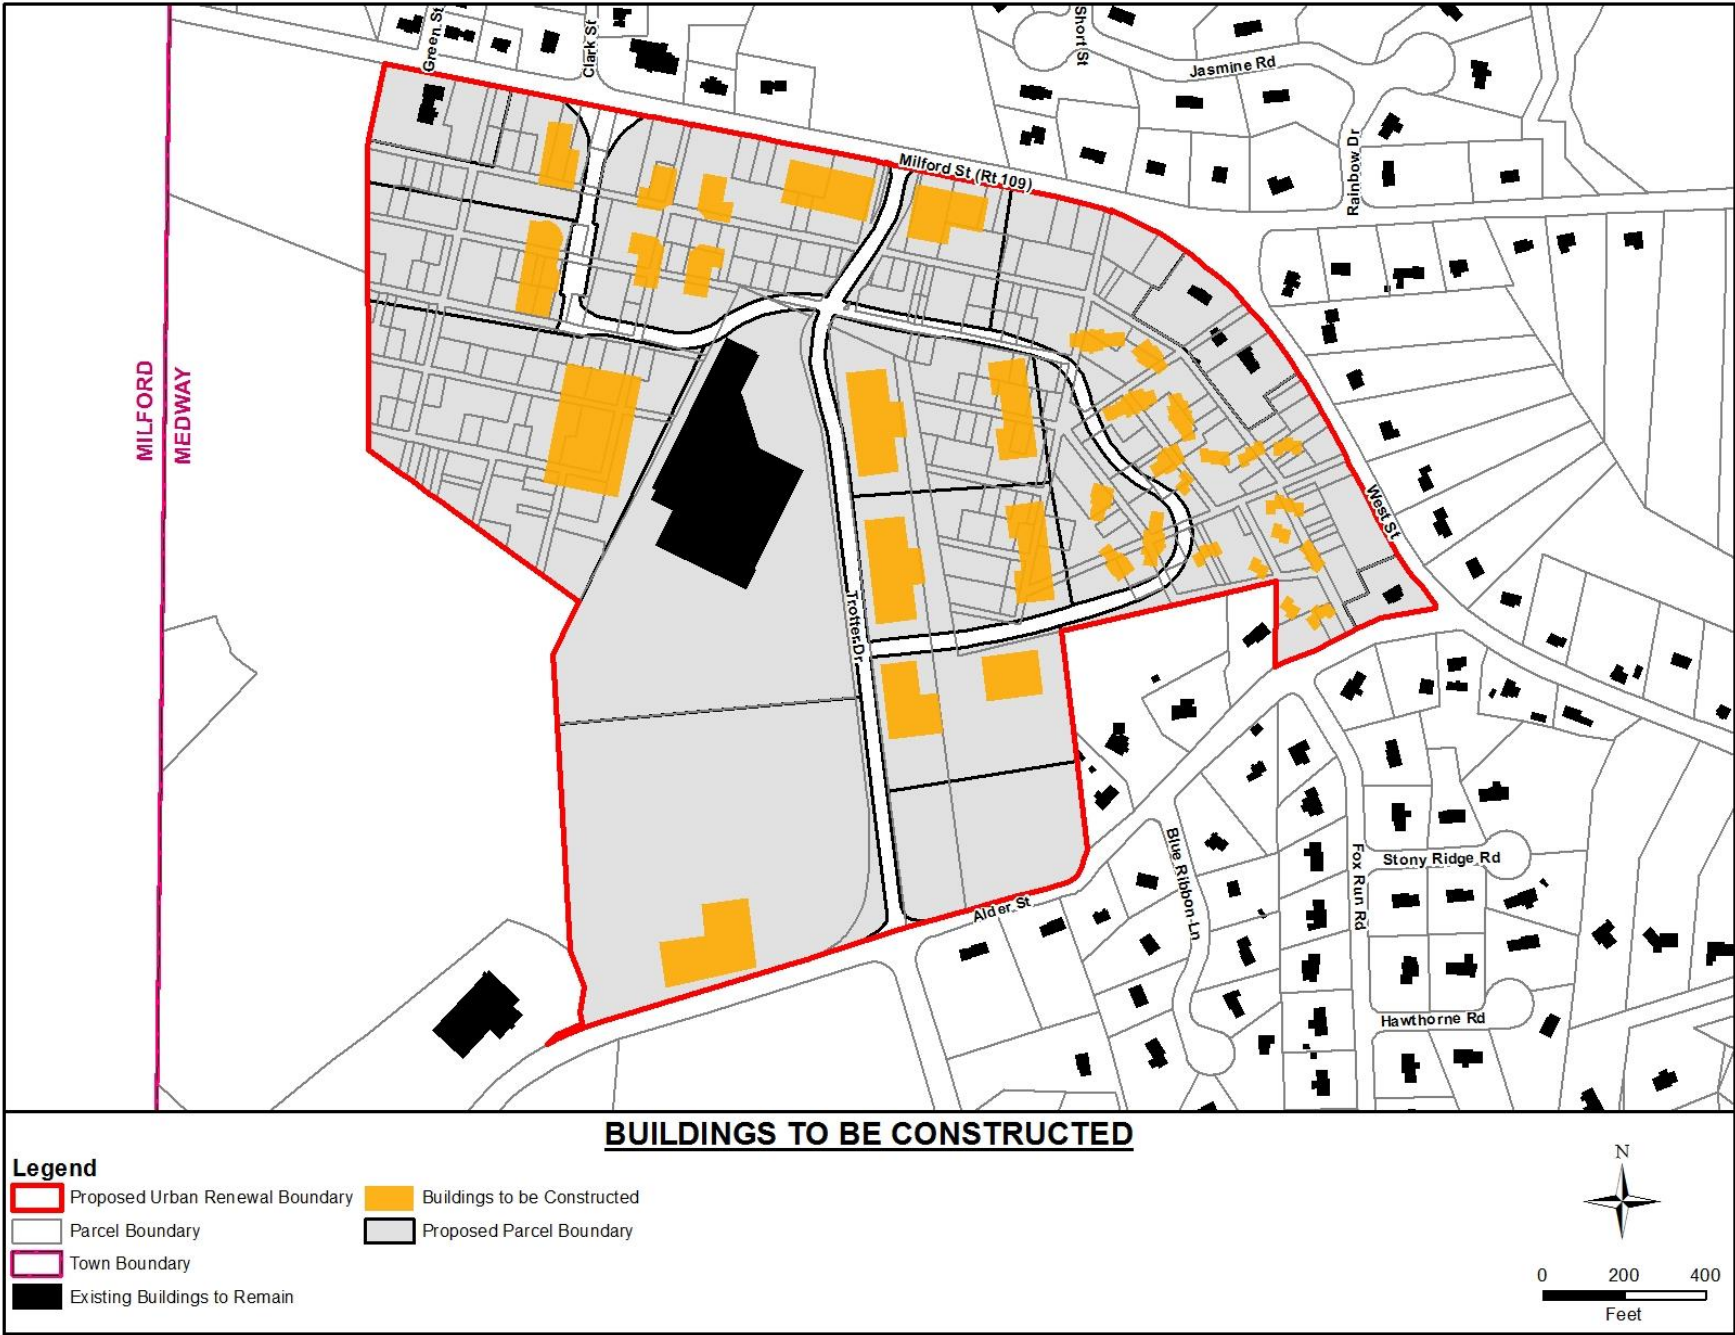 Green St
Clark St
Short St
Jasmine Rd
Rainbow Dr
Milford St (Rt 109)
MILFORD
MEDWAY
West St
Trotter Dr
Alder St
Blue Ribbon Ln
Fox Run Rd
Stony Ridge Rd
Hawthorne Rd
BUILDINGS TO BE CONSTRUCTED
Legend
Proposed Urban Renewal Boundary
Buildings to be Constructed
Parcel Boundary
Proposed Parcel Boundary
Town Boundary
Existing Buildings to Remain
N
0 200 400
Feet